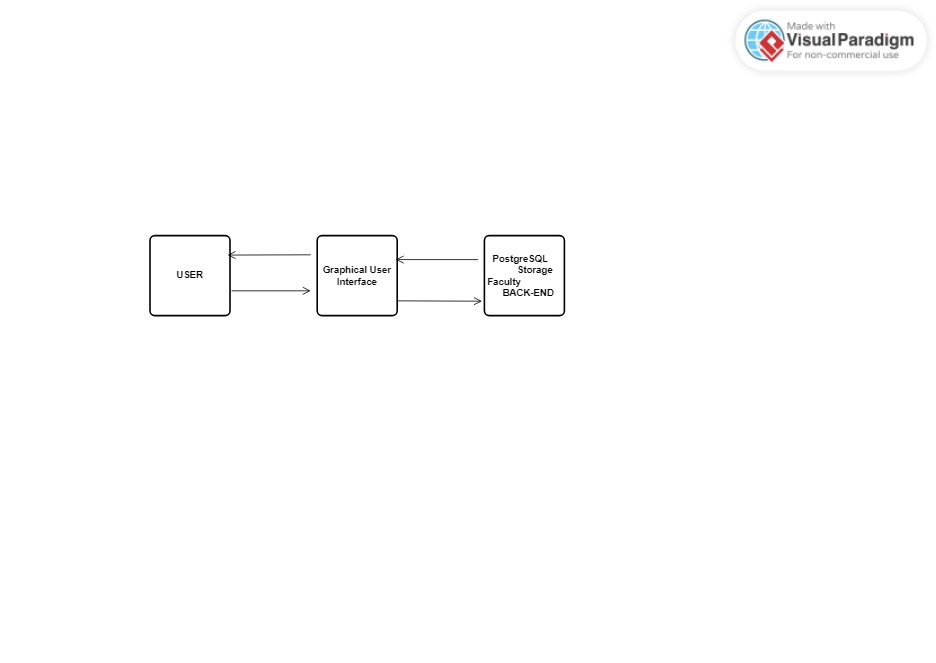 Made with
Visual Paradigm
For non-commercial use
USER
Graphical User
Interface
PostgreSQL
Storage
Faculty
BACK-END